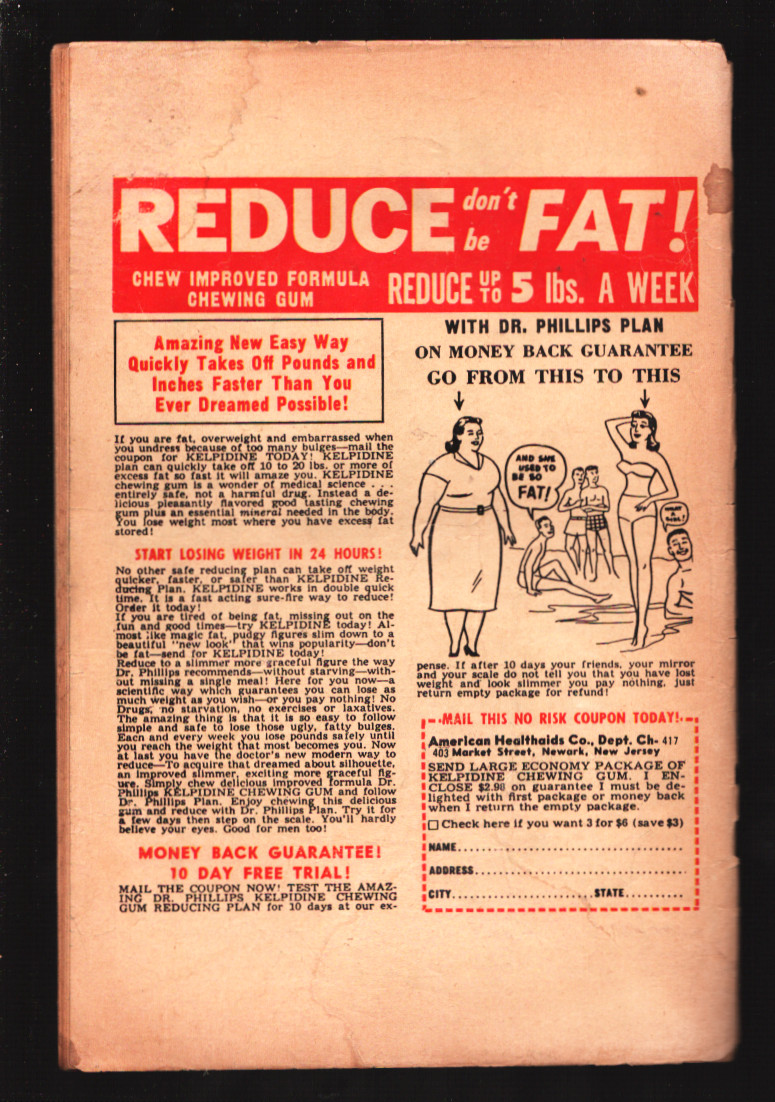 REDUCE don't be FAT!
CHEW IMPROVED FORMULA
CHEWING GUM
REDUCE UP TO 5 lbs. A WEEK
Amazing New Easy Way
Quickly Takes Off Pounds and
Inches Faster Than You
Ever Dreamed Possible!
If you are fat, overweight and embarrassed when
you undress because of too many bulges—mail the
coupon for KELPIDINE TODAY! KELPIDINE
plan can quickly take off 10 to 20 lbs. or more of
excess fat so fast it will amaze you. KELPIDINE
chewing gum is a wonder of medical science . . .
entirely safe, not a harmful drug. Instead a de-
licious pleasantly flavored good tasting chewing
gum plus an essential mineral needed in the body.
You lose weight most where you have excess fat
stored!
START LOSING WEIGHT IN 24 HOURS!
No other safe reducing plan can take off weight
quicker, faster, or safer than KELPIDINE Re-
ducing Plan. KELPIDINE works in double quick
time. It is a fast acting sure-fire way to reduce!
Order it today!
If you are tired of being fat, missing out on the
fun and good times—try KELPIDINE today! Al-
most like magic fat, pudgy figures slim down to a
beautiful "new look" that wins popularity—don't
be fat—send for KELPIDINE today!
Reduce to a slimmer more graceful figure the way
Dr. Phillips recommends—without starving—with-
out missing a single meal! Here for you now—a
scientific way which guarantees you can lose as
much weight as you wish—or you pay nothing! No
Drugs, no starvation, no exercises or laxatives.
The amazing thing is that it is so easy to follow
simple and safe to lose those ugly, fatty bulges.
Each and every week you lose pounds safely until
you reach the weight that most becomes you. Now
at last you have the doctor's new modern way to
reduce—To acquire that dreamed about silhouette,
an improved slimmer, exciting more graceful fig-
ure. Simply chew delicious improved formula Dr.
Phillips KELPIDINE CHEWING GUM and follow
Dr. Phillips Plan. Enjoy chewing this delicious
gum and reduce with Dr. Phillips Plan. Try it for
a few days then step on the scale. You'll hardly
believe your eyes. Good for men too!
MONEY BACK GUARANTEE!
10 DAY FREE TRIAL!
MAIL THE COUPON NOW! TEST THE AMAZ-
ING DR. PHILLIPS KELPIDINE CHEWING
GUM REDUCING PLAN for 10 days at our ex-
WITH DR. PHILLIPS PLAN
ON MONEY BACK GUARANTEE
GO FROM THIS TO THIS
AND SHE
USED TO
BE SO
FAT!
WHAT
A
pense. If after 10 days your friends, your mirror
and your scale do not tell you that you have lost
weight and look slimmer you pay nothing, just
return empty package for refund!
MAIL THIS NO RISK COUPON TODAY!
American Healthaids Co., Dept. Ch- 417
403 Market Street, Newark, New Jersey
SEND LARGE ECONOMY PACKAGE OF
KELPIDINE CHEWING GUM. I EN-
CLOSE $2.98 on guarantee I must be de-
lighted with first package or money back
when I return the empty package.
Check here if you want 3 for $6 (save $3)
NAME
ADDRESS
CITY STATE